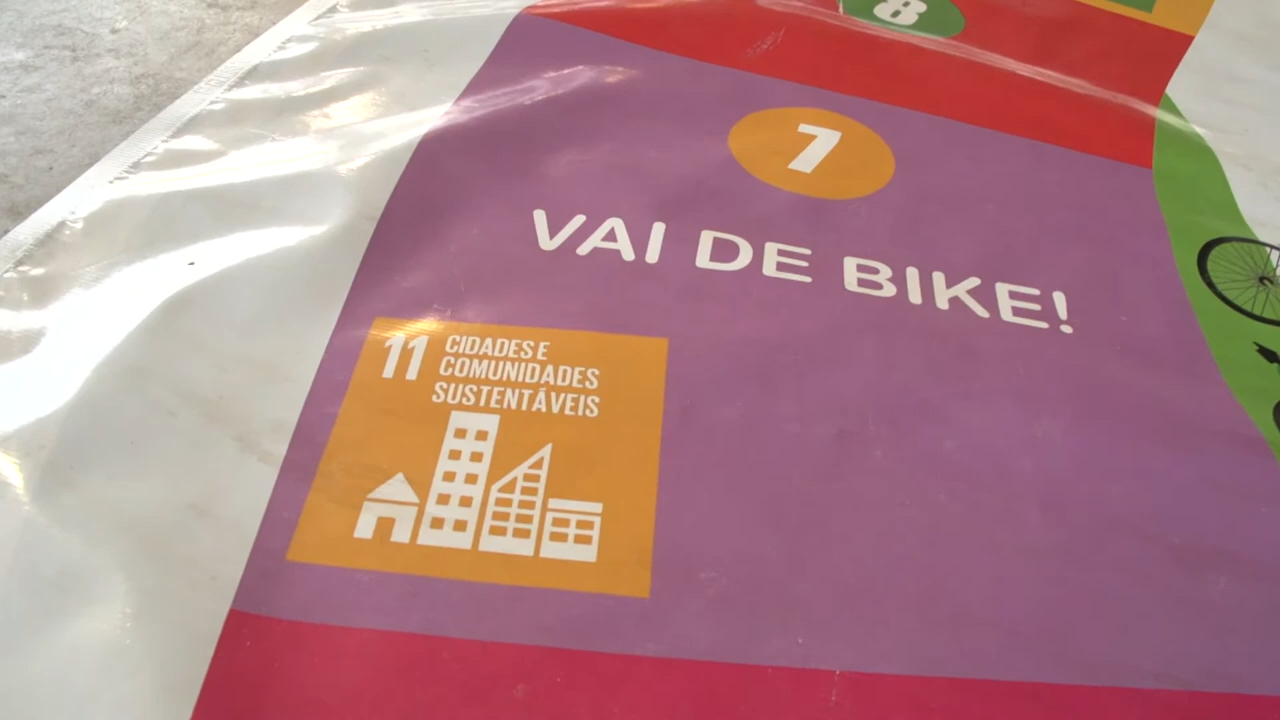 8
7
VAI DE BIKE!
11 CIDADES E
COMUNIDADES
SUSTENTÁVEIS